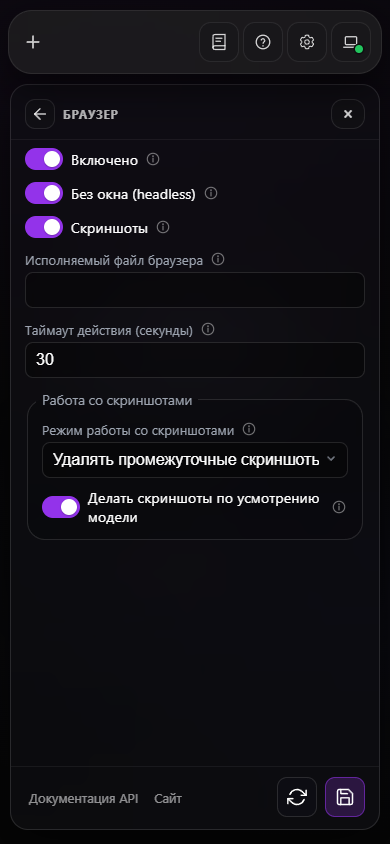 БРАУЗЕР
Включено
Без окна (headless)
Скриншоты
Исполняемый файл браузера
Таймаут действия (секунды)
30
Работа со скриншотами
Режим работы со скриншотами
Удалять промежуточные скриншоты
Делать скриншоты по усмотрению
модели
Документация API Сайт